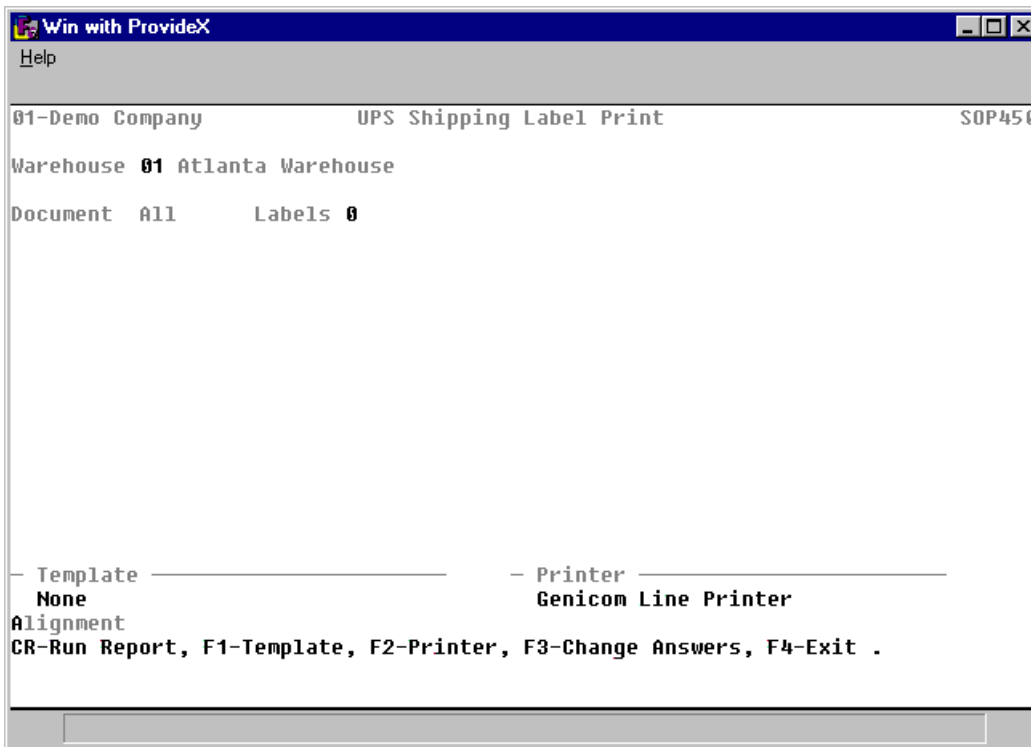 Win with ProvideX
Help
01-Demo Company UPS Shipping Label Print SOP450
Warehouse 01 Atlanta Warehouse
Document All Labels 0
Template Printer
None Genicom Line Printer
Alignment
CR-Run Report, F1-Template, F2-Printer, F3-Change Answers, F4-Exit .